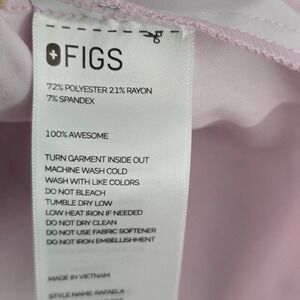 FIGS
72% POLYESTER 21% RAYON
7% SPANDEX
100% AWESOME
TURN GARMENT INSIDE OUT
MACHINE WASH COLD
WASH WITH LIKE COLORS
DO NOT BLEACH
TUMBLE DRY LOW
LOW HEAT IRON IF NEEDED
DO NOT DRY CLEAN
DO NOT USE FABRIC SOFTENER
DO NOT IRON EMBELLISHMENT
MADE IN VIETNAM
STYLE NAME: RAFAELA